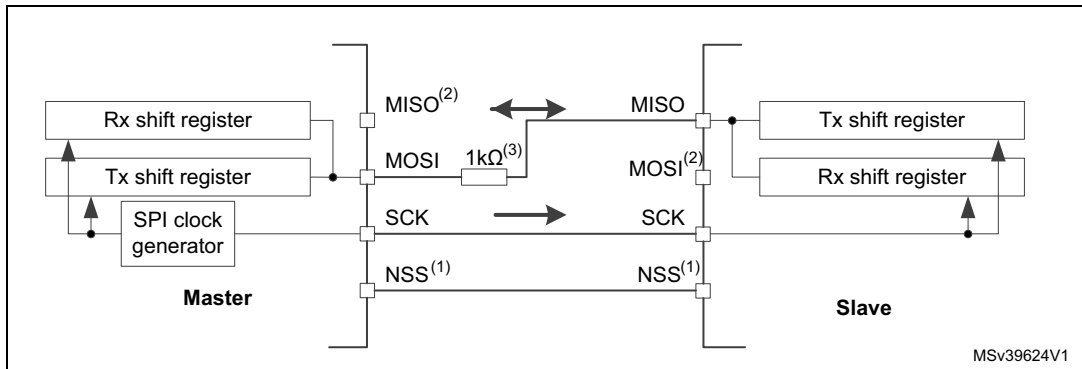 MISO(2)
MISO
Rx shift register
Tx shift register
MOSI
1kΩ(3)
MOSI(2)
Tx shift register
Rx shift register
SPI clock
generator
SCK
SCK
NSS(1)
NSS(1)
Master
Slave
MSv39624V1